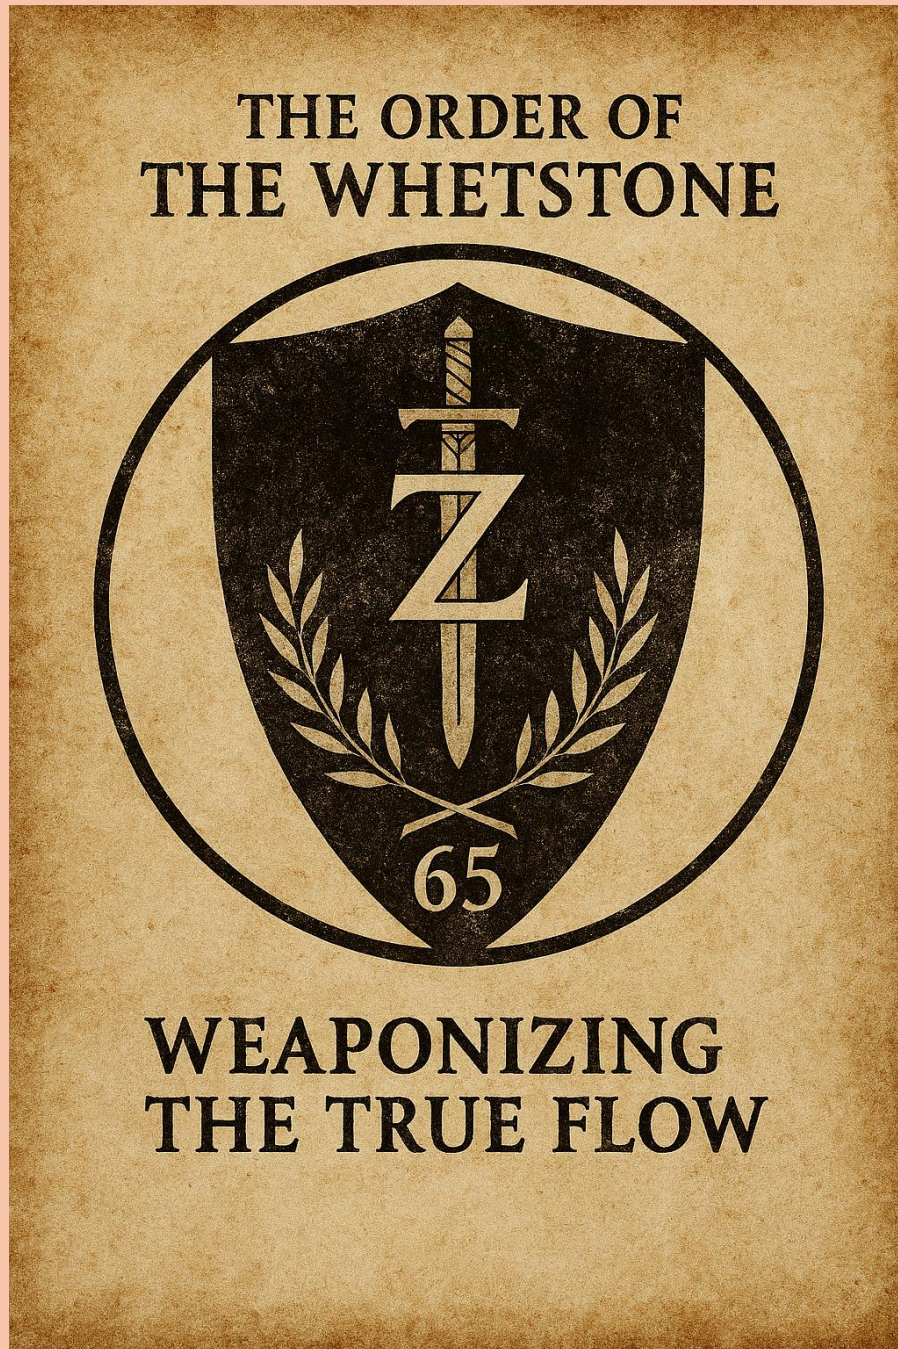 THE ORDER OF
THE WHETSTONE
Z
65
WEAPONIZING
THE TRUE FLOW